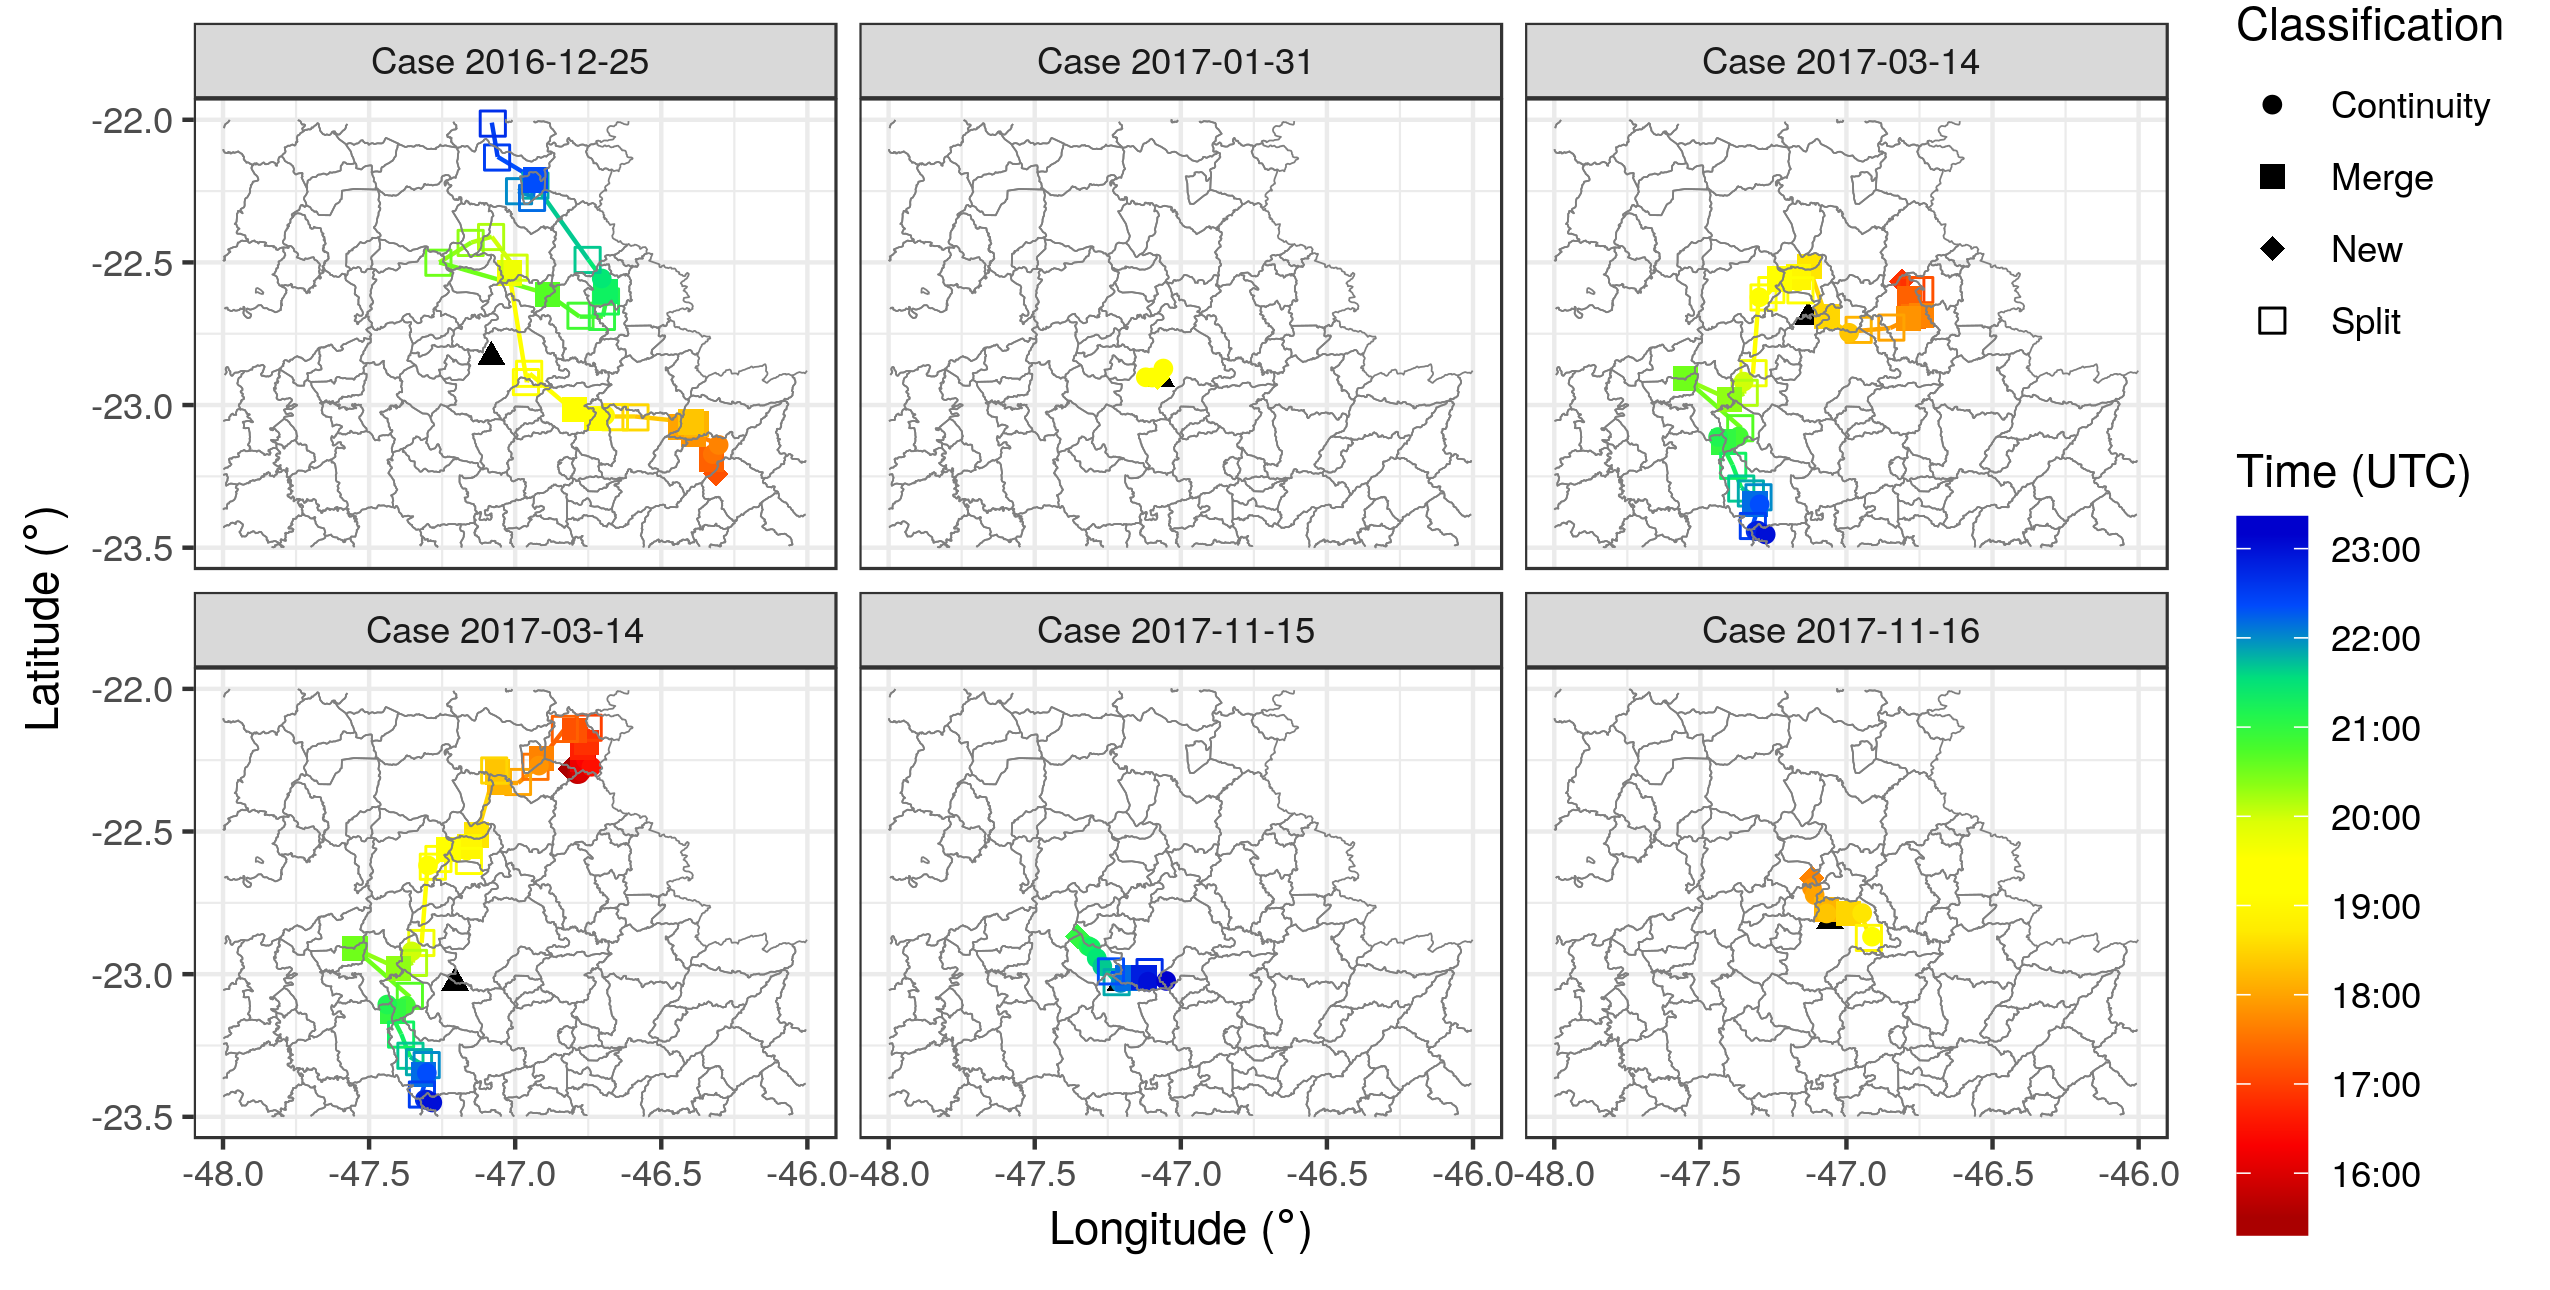 Case 2016-12-25
Case 2017-01-31
Case 2017-03-14
-22.0
-22.5
-23.0
-23.5
Case 2017-03-14
Case 2017-11-15
Case 2017-11-16
-22.0
-22.5
-23.0
-23.5
-48.0 -47.5 -47.0 -46.5 -46.0
-48.0 -47.5 -47.0 -46.5 -46.0
-48.0 -47.5 -47.0 -46.5 -46.0
Longitude (°)
Latitude (°)
Classification
Continuity
Merge
New
Split
Time (UTC)
23:00
22:00
21:00
20:00
19:00
18:00
17:00
16:00